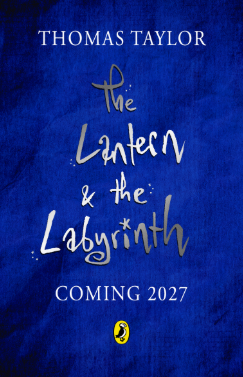 THOMAS TAYLOR
the
Lantern
& the
Labyrinth
COMING 2027